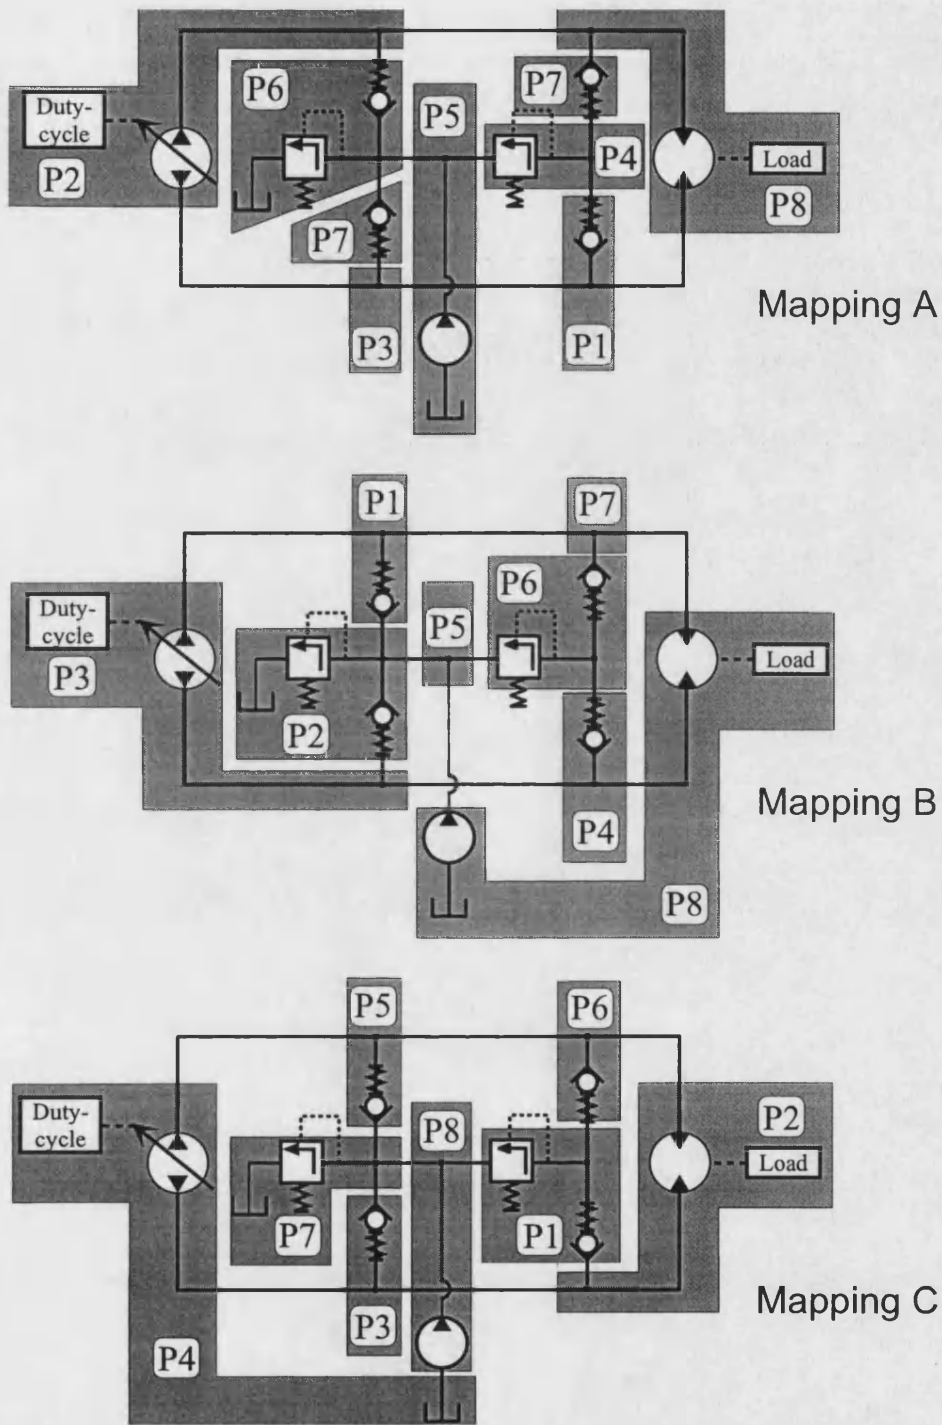 P6
P7
P5
Duty-
cycle
P4
P2
Load
P8
P7
Mapping A
P3
P1
P1
P7
P6
Duty-
cycle
P5
P3
Load
P2
Mapping B
P4
P8
P5
P6
Duty-
cycle
P8
P2
Load
P7
P1
Mapping C
P3
P4